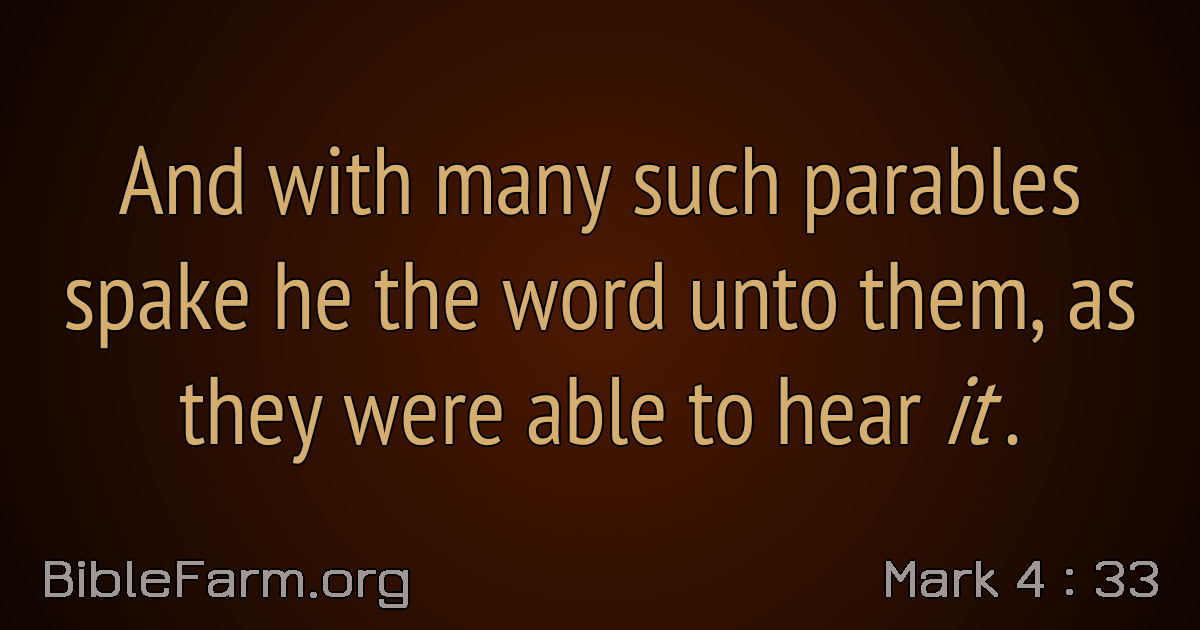 And with many such parables
spake he the word unto them, as
they were able to hear it.
BibleFarm.org
Mark 4 : 33